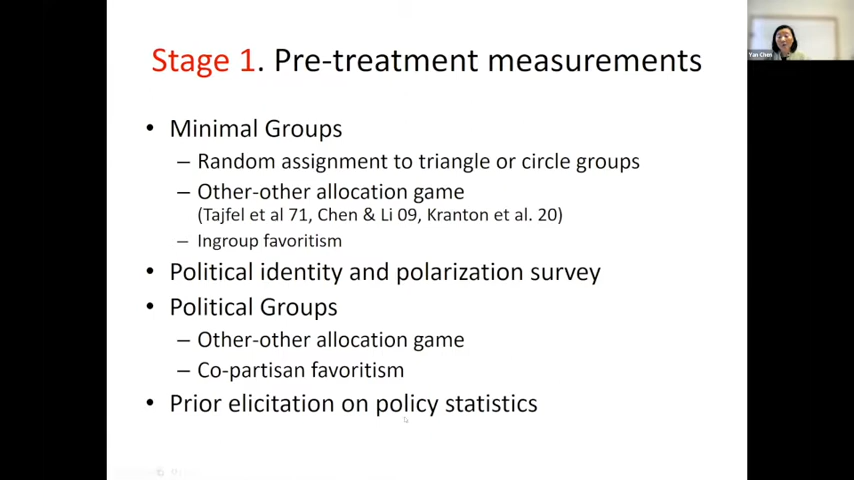 Stage 1. Pre-treatment measurements
Yan Chen
• Minimal Groups
– Random assignment to triangle or circle groups
– Other-other allocation game
(Tajfel et al 71, Chen & Li 09, Kranton et al. 20)
– Ingroup favoritism
• Political identity and polarization survey
• Political Groups
– Other-other allocation game
– Co-partisan favoritism
• Prior elicitation on policy statistics